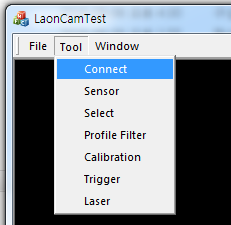 LaonCamTest
File Tool Window
Connect
Sensor
Select
Profile Filter
Calibration
Trigger
Laser